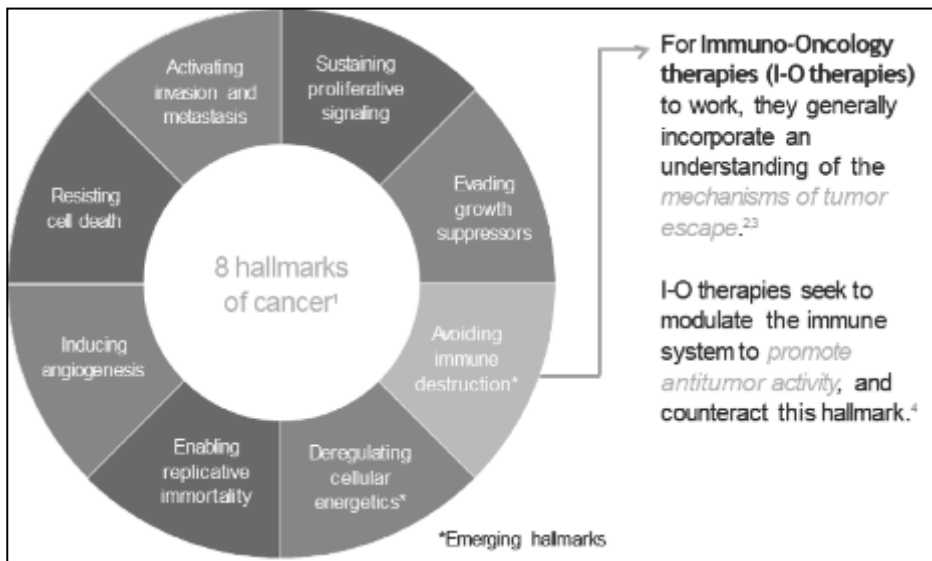 Activating
invasion and
metastasis
Sustaining
proliferative
signaling
Evading
growth
suppressors
Avoiding
immune
destruction*
Deregulating
cellular
energetics*
Enabling
replicative
immortality
Inducing
angiogenesis
Resisting
cell death
8 hallmarks
of cancer¹
*Emerging hallmarks
For Immuno-Oncology
therapies (I-O therapies)
to work, they generally
incorporate an
understanding of the
mechanisms of tumor
escape.²³
I-O therapies seek to
modulate the immune
system to promote
antitumor activity, and
counteract this hallmark.⁴